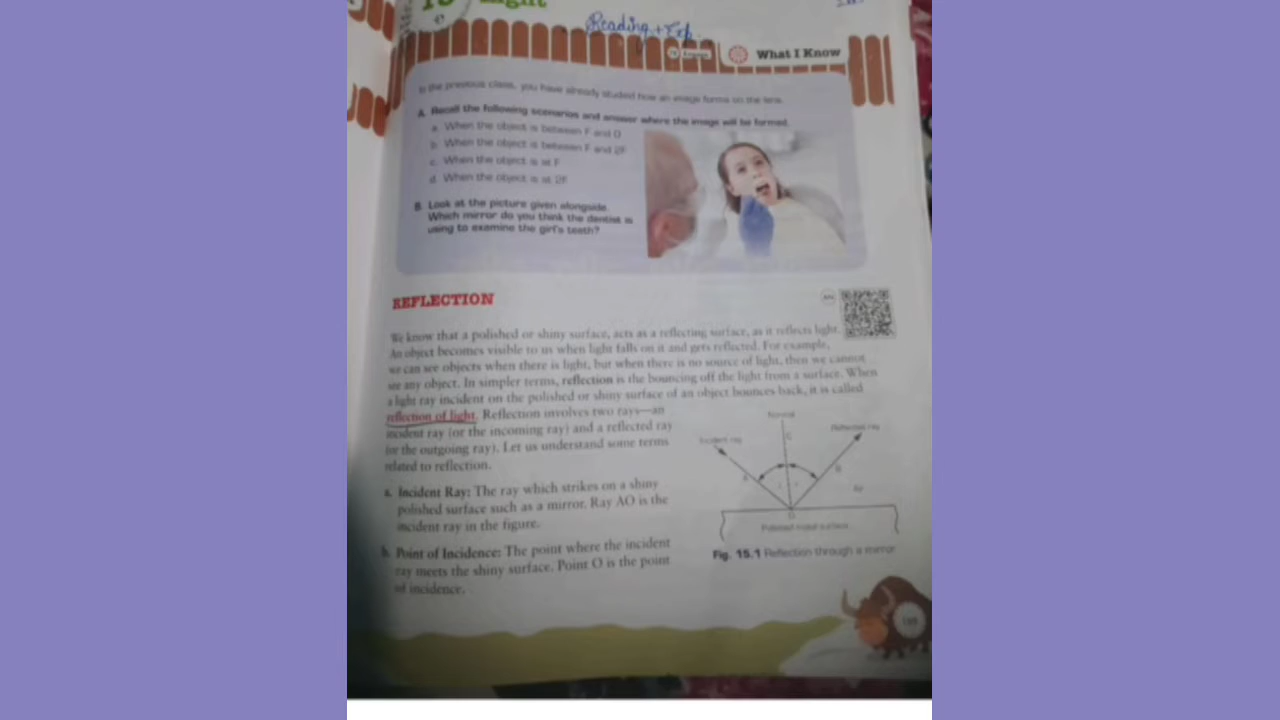 Light
Reading + Exp.
What I Know
In the previous class, you have already studied how an image forms on the lens.
A. Recall the following scenarios and answer where the image will be formed.
a. When the object is between F and O
b. When the object is between F and 2F
c. When the object is at F
d. When the object is at 2F
B. Look at the picture given alongside.
Which mirror do you think the dentist is
using to examine the girl's teeth?
REFLECTION
We know that a polished or shiny surface, acts as a reflecting surface, as it reflects light.
An object becomes visible to us when light falls on it and gets reflected. For example,
we can see objects when there is light, but when there is no source of light, then we cannot
see any object. In simpler terms, reflection is the bouncing off the light from a surface. When
a light ray incident on the polished or shiny surface of an object bounces back, it is called
reflection of light. Reflection involves two rays—an
incident ray (or the incoming ray) and a reflected ray
(or the outgoing ray). Let us understand some terms
related to reflection.
a. Incident Ray: The ray which strikes on a shiny
polished surface such as a mirror. Ray AO is the
incident ray in the figure.
b. Point of Incidence: The point where the incident
ray meets the shiny surface. Point O is the point
of incidence.
Normal
Incident ray
Reflected ray
C
A
B
Air
O
Polished metal surface
Fig. 15.1 Reflection through a mirror